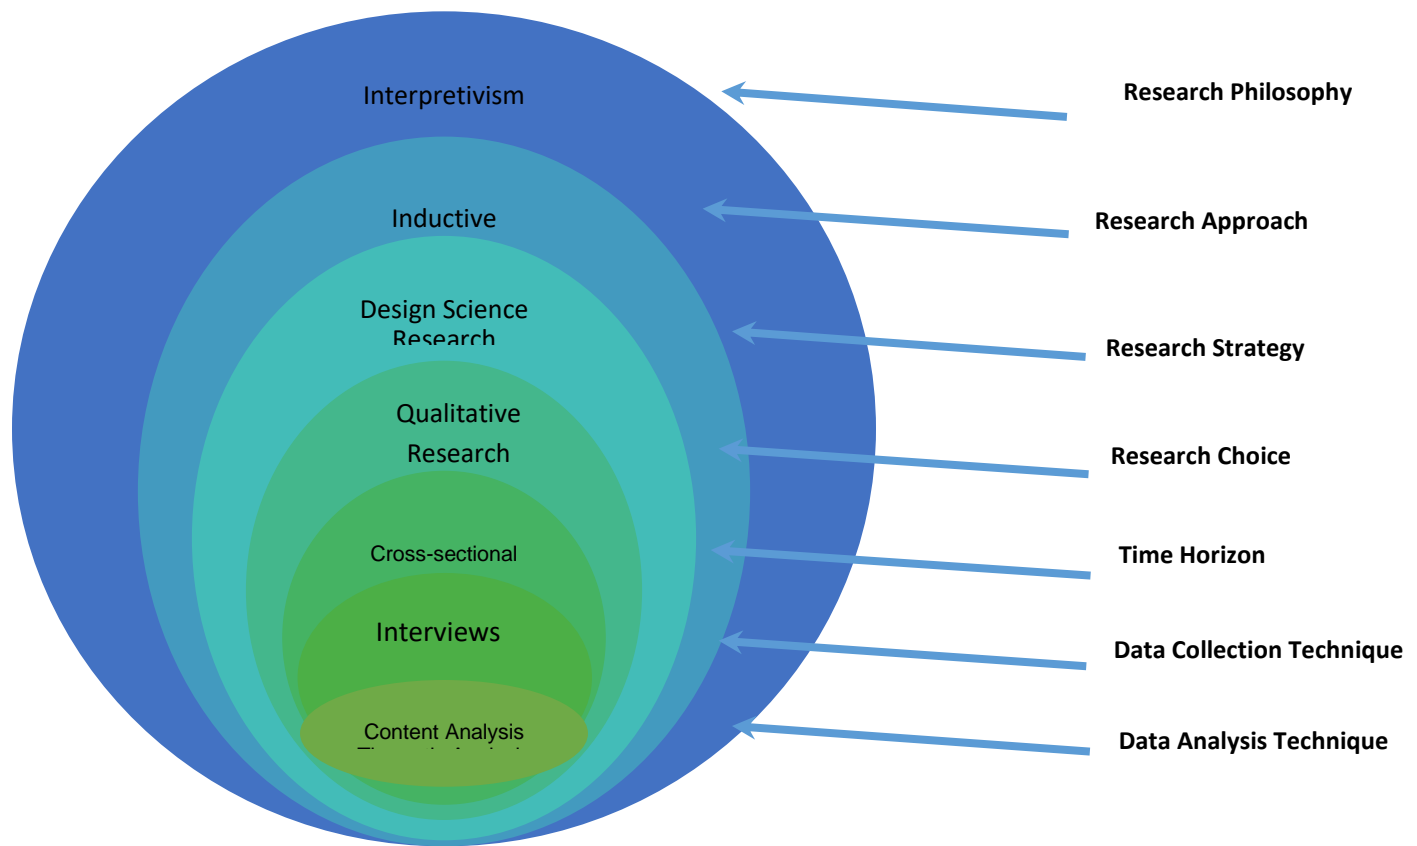 Interpretivism
Research Philosophy
Inductive
Research Approach
Design Science
Research
Research Strategy
Qualitative
Research
Research Choice
Cross-sectional
Time Horizon
Interviews
Data Collection Technique
Content Analysis
Data Analysis Technique